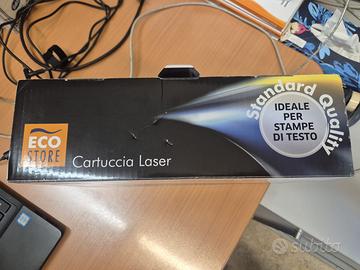 ECO
STORE
Cartuccia Laser
Standard Quality
IDEALE
PER
STAMPE
DI TESTO
subito